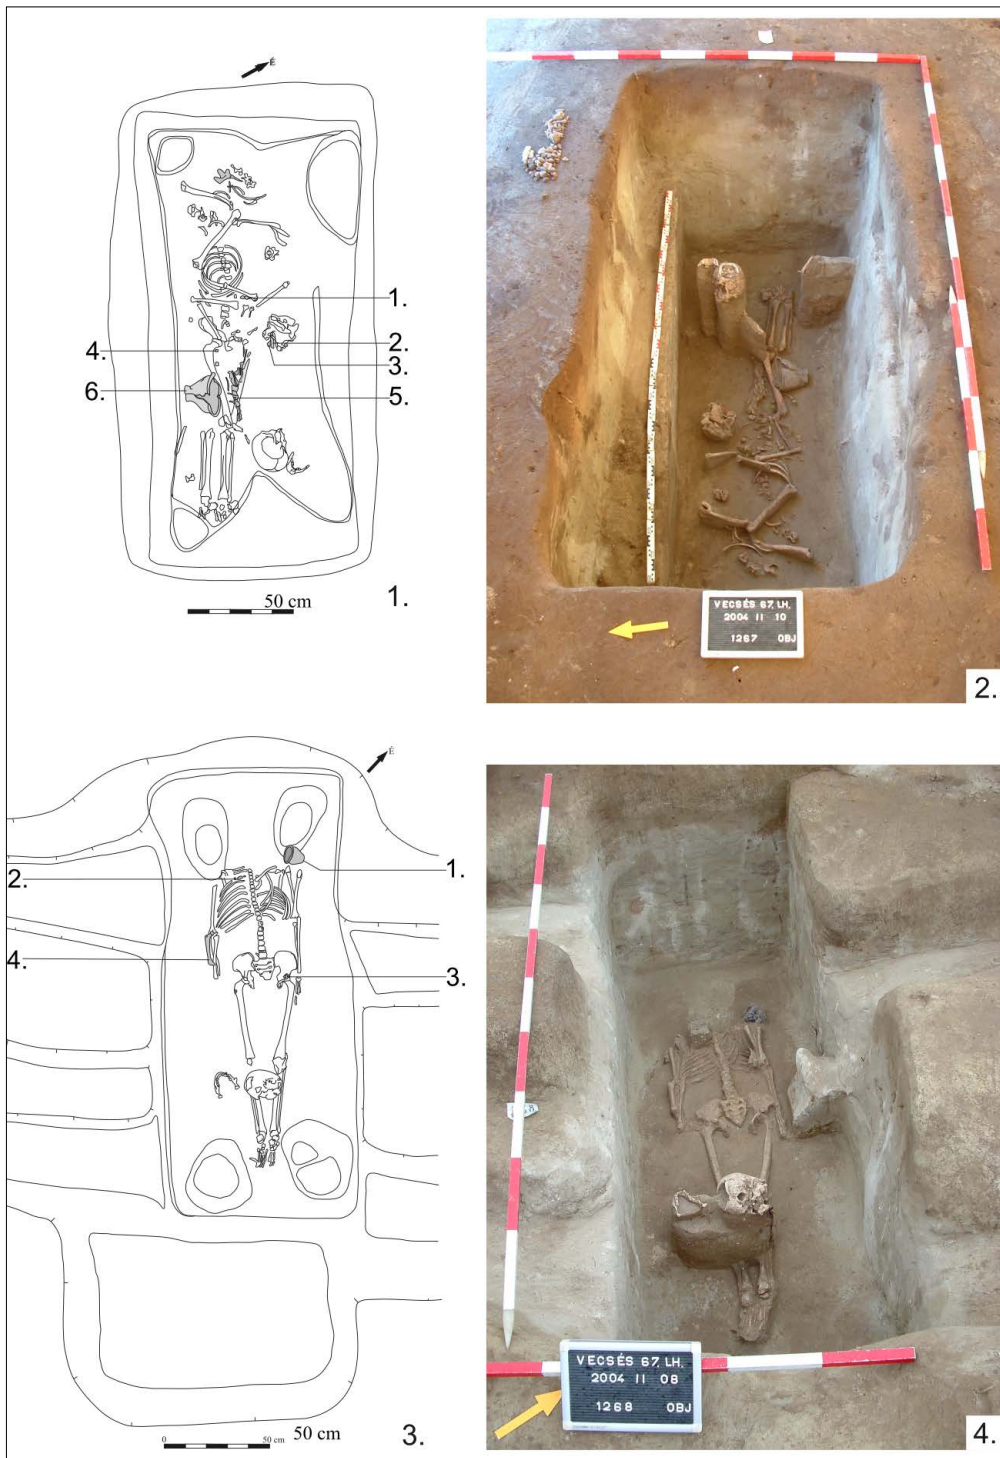 É
1.
2.
3.
4.
5.
6.
50 cm
1.
VECSÉS 67. LH.
2004 11 10
1267 OBJ
2.
É
1.
2.
4.
3.
0 50 cm
50 cm
3.
VECSÉS 67. LH.
2004 11 08
1268 OBJ
4.